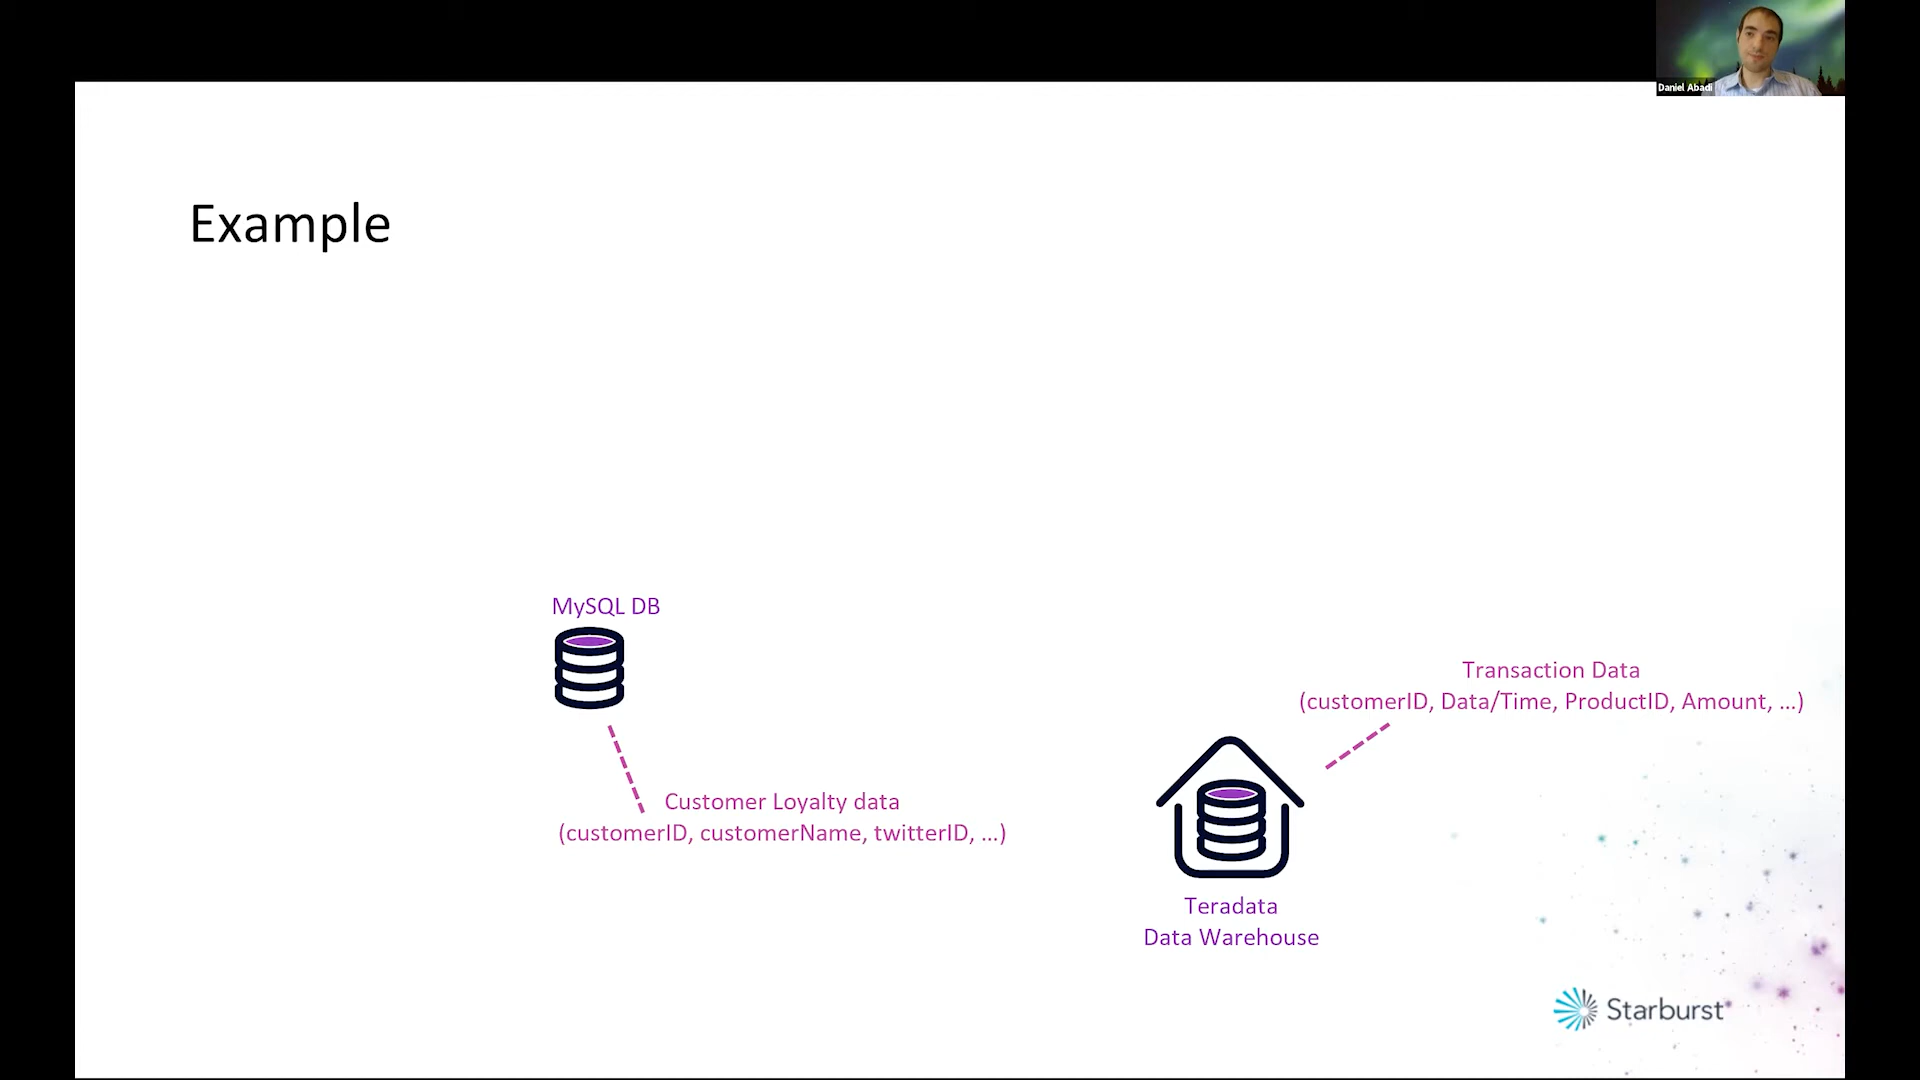 Daniel Abadi
Example
MySQL DB
Transaction Data
(customerID, Data/Time, ProductID, Amount, ...)
Customer Loyalty data
(customerID, customerName, twitterID, ...)
Teradata
Data Warehouse
Starburst